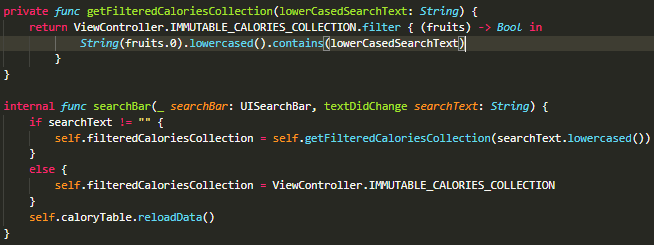 private func getFilteredCaloriesCollection(lowerCasedSearchText: String) {
    return ViewController.IMMUTABLE_CALORIES_COLLECTION.filter { (fruits) -> Bool in
            String(fruits.0).lowercased().contains(lowerCasedSearchText)
        }
}

internal func searchBar(_ searchBar: UISearchBar, textDidChange searchText: String) {
    if searchText != "" {
        self.filteredCaloriesCollection = self.getFilteredCaloriesCollection(searchText.lowercased())
    }
    else {
        self.filteredCaloriesCollection = ViewController.IMMUTABLE_CALORIES_COLLECTION
    }
    self.caloryTable.reloadData()
}